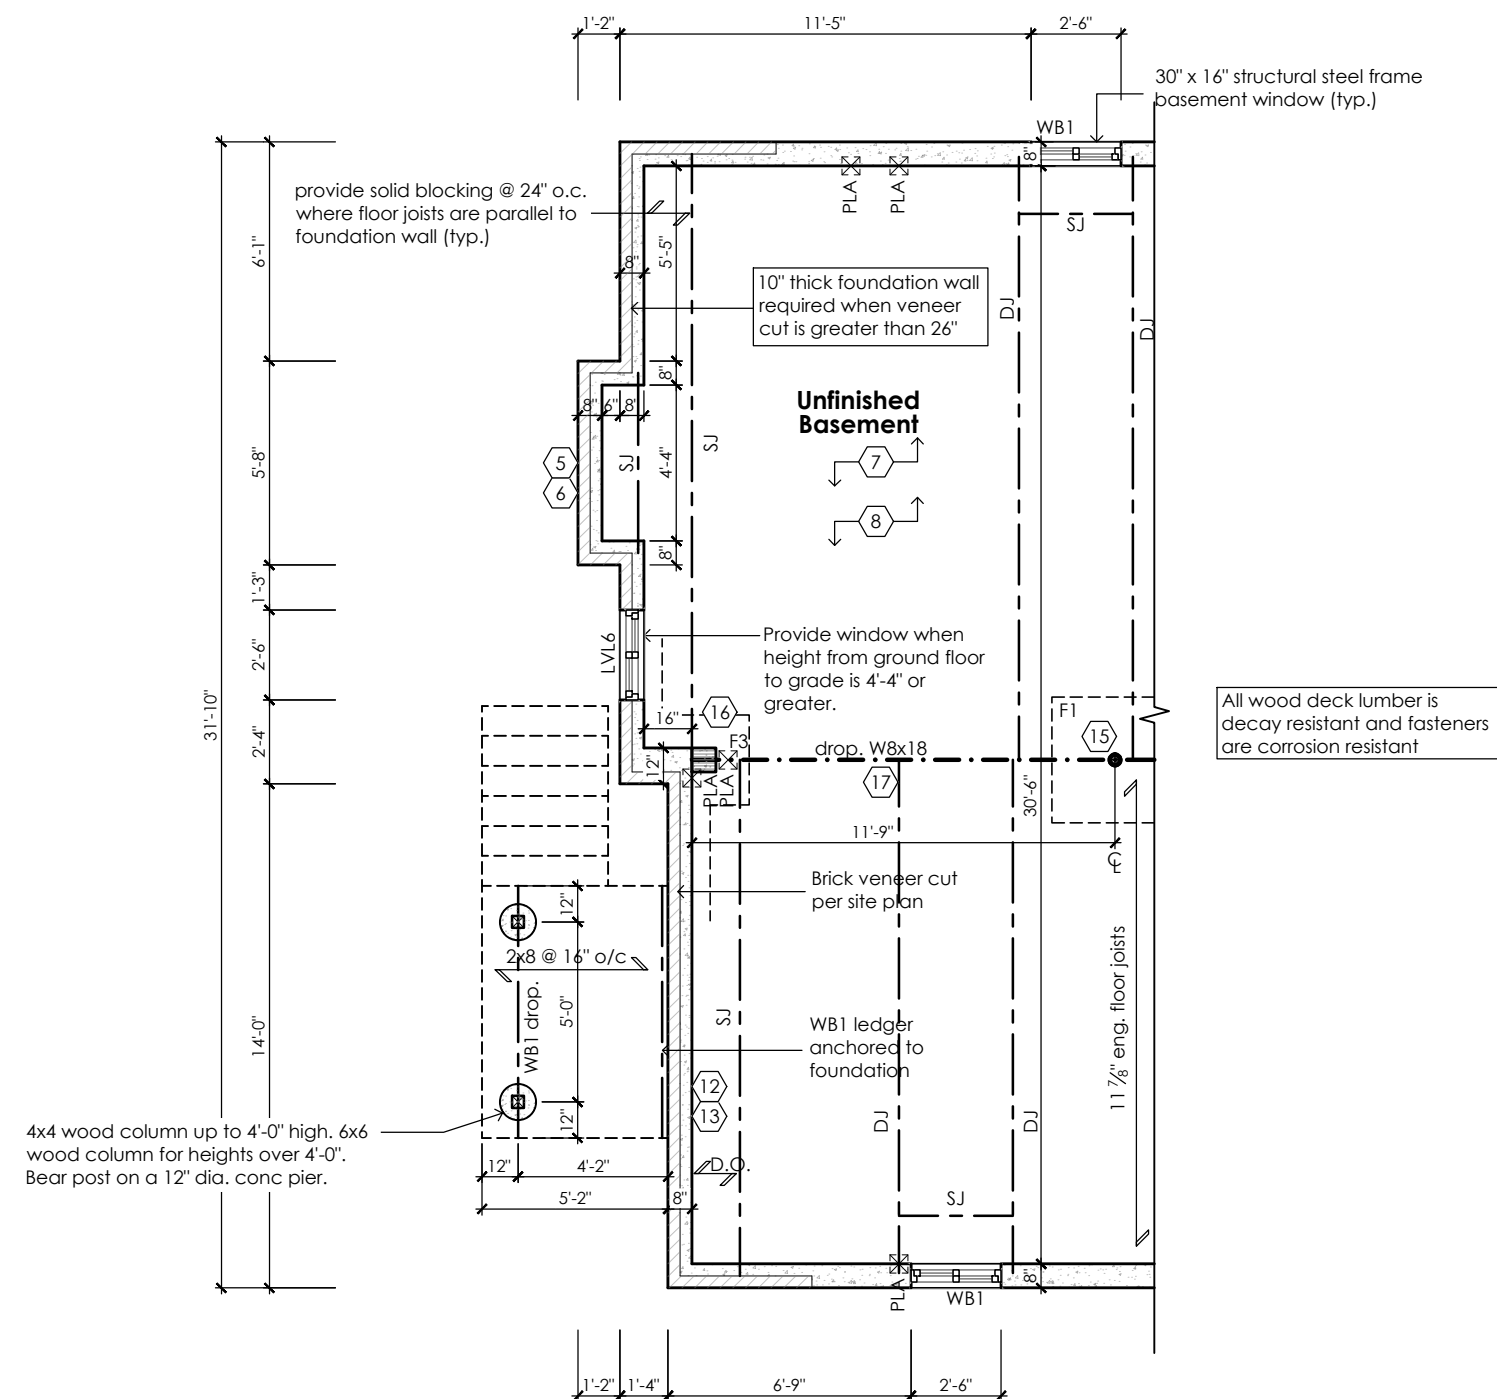 1'-2"
11'-5"
2'-6"
30" x 16" structural steel frame
basement window (typ.)
WB1
8"
provide solid blocking @ 24" o.c.
where floor joists are parallel to
foundation wall (typ.)
PLA
PLA
SJ
6'-1"
5'-5"
8"
10" thick foundation wall
required when veneer
cut is greater than 26"
DJ
DJ
8"
8"
6"
8"
Unfinished
Basement
5
6
7
8
5'-8"
SJ
4'-4"
SJ
8"
1'-3"
2'-6"
LVL6
Provide window when
height from ground floor
to grade is 4'-4" or
greater.
31'-10"
2'-4"
16"
16
F3
F1
15
All wood deck lumber is
decay resistant and fasteners
are corrosion resistant
drop. W8x18
17
12"
PLA
PLA
30'-6"
11'-9"
Brick veneer cut
per site plan
12"
2x8 @ 16" o/c
5'-0"
WB1 drop.
SJ
WB1 ledger
anchored to
foundation
11 7/8" eng. floor joists
14'-0"
12
13
12"
DJ
DJ
4x4 wood column up to 4'-0" high. 6x6
wood column for heights over 4'-0".
Bear post on a 12" dia. conc pier.
12"
4'-2"
D.O.
5'-2"
8"
SJ
PLA
WB1
8"
1'-2"
1'-4"
6'-9"
2'-6"